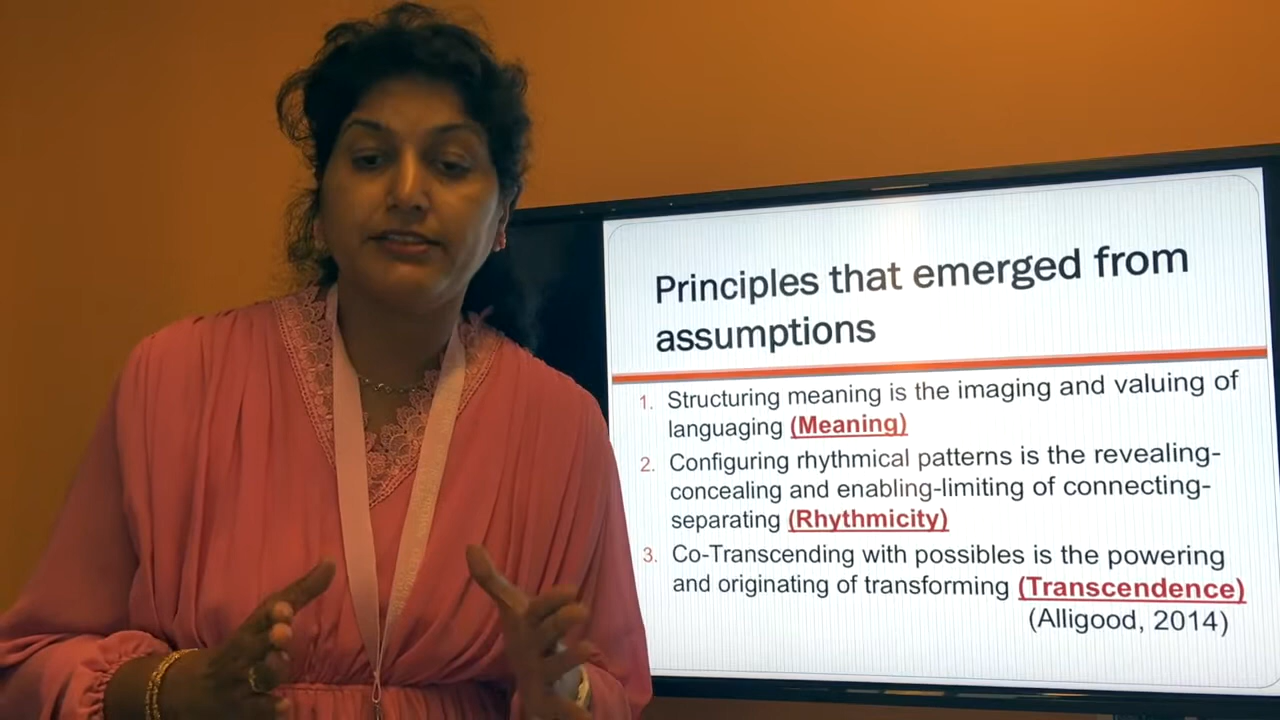 Principles that emerged from
assumptions
1. Structuring meaning is the imaging and valuing of
languaging (Meaning)
2. Configuring rhythmical patterns is the revealing-
concealing and enabling-limiting of connecting-
separating (Rhythmicity)
3. Co-Transcending with possibles is the powering
and originating of transforming (Transcendence)
(Alligood, 2014)